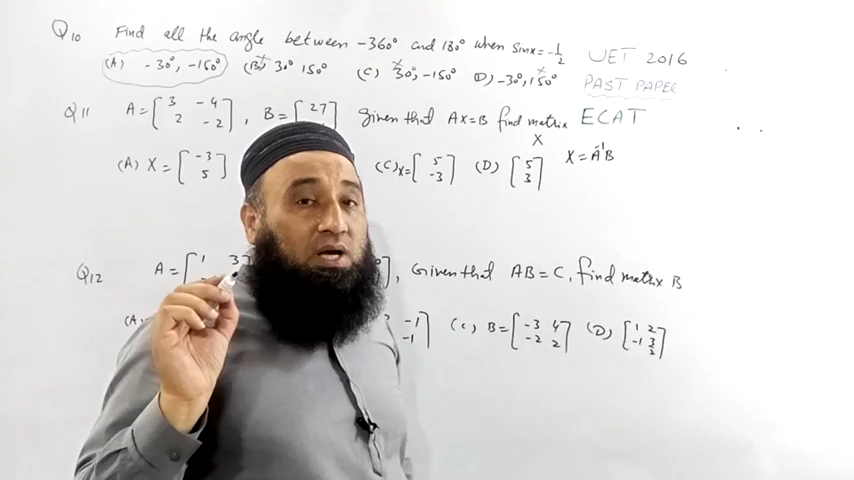 Q10 Find all the angle between -360° and 180° when sinx = -1/2 UET 2016
(A) -30°, -150° (B) 30° 150° (C) 30°, -150° D) -30°, 150° PAST PAPER
Q11 A = [3 -4
2 -2], B = [27 Given that AX=B find matrix X ECAT
(A) X = [-3
5] (C) X = [5
-3] (D) [5
3] X = A⁻¹B
Q12 A = [1 3 , Given that AB = C, find matrix B
(A -1
-1] (C) B = [-3 4
-2 2] (D) [1 2
-1 3/2]